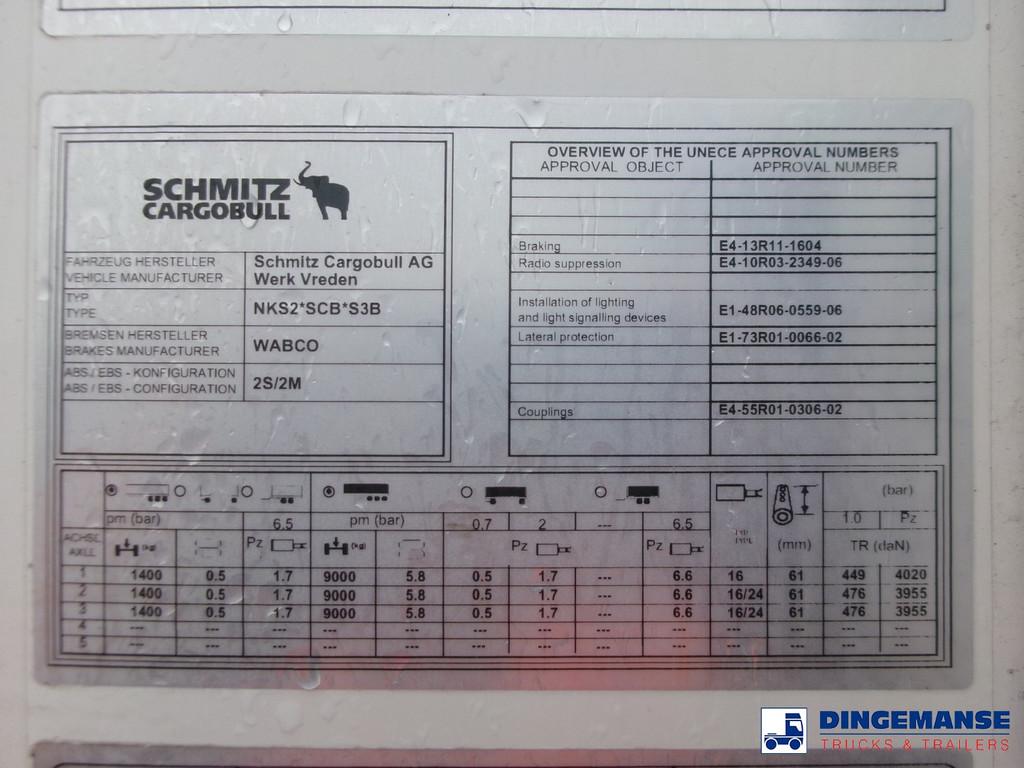 SCHMITZ
CARGOBULL
FAHRZEUG HERSTELLER
VEHICLE MANUFACTURER
Schmitz Cargobull AG
Werk Vreden
TYP
TYPE
NKS2*SCB*S3B
BREMSEN HERSTELLER
BRAKES MANUFACTURER
WABCO
ABS / EBS - KONFIGURATION
ABS / EBS - CONFIGURATION
2S/2M
OVERVIEW OF THE UNECE APPROVAL NUMBERS
APPROVAL OBJECT APPROVAL NUMBER
Braking E4-13R11-1604
Radio suppression E4-10R03-2349-06
Installation of lighting
and light signalling devices E1-48R06-0559-06
Lateral protection E1-73R01-0066-02
Couplings E4-55R01-0306-02
(bar)
pm (bar) 6.5 pm (bar) 0.7 2 --- 6.5 1.0 Pz
ACHSE
AXLE
(kg) Pz (kg) Pz Pz TYP
TYPE
(mm) TR (daN)
1 1400 0.5 1.7 9000 5.8 0.5 1.7 --- 6.6 16 61 449 4020
2 1400 0.5 1.7 9000 5.8 0.5 1.7 --- 6.6 16/24 61 476 3955
3 1400 0.5 1.7 9000 5.8 0.5 1.7 --- 6.6 16/24 61 476 3955
4 --- --- --- --- --- --- --- --- --- --- --- --- ---
5 --- --- --- --- --- --- --- --- --- --- --- --- ---
DINGEMANSE
TRUCKS & TRAILERS